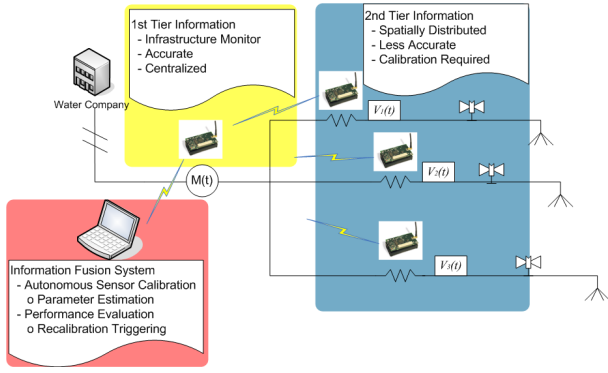 1st Tier Information
- Infrastructure Monitor
- Accurate
- Centralized
2nd Tier Information
- Spatially Distributed
- Less Accurate
- Calibration Required
Water Company
V1(t)
M(t)
V2(t)
V3(t)
Information Fusion System
- Autonomous Sensor Calibration
o Parameter Estimation
- Performance Evaluation
o Recalibration Triggering